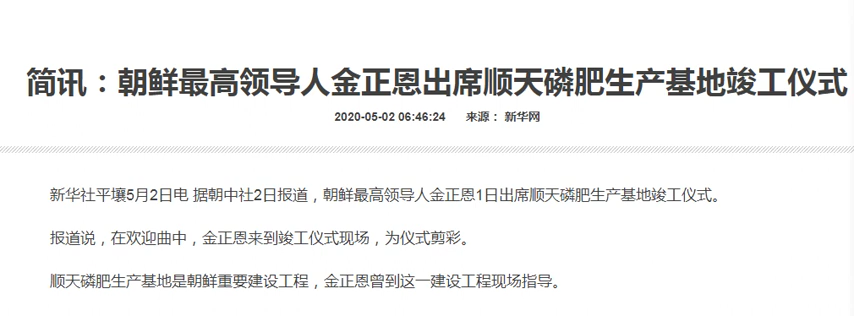 简讯：朝鲜最高领导人金正恩出席顺天磷肥生产基地竣工仪式
2020-05-02 06:46:24 来源： 新华网
新华社平壤5月2日电 据朝中社2日报道，朝鲜最高领导人金正恩1日出席顺天磷肥生产基地竣工仪式。
报道说，在欢迎曲中，金正恩来到竣工仪式现场，为仪式剪彩。
顺天磷肥生产基地是朝鲜重要建设工程，金正恩曾到这一建设工程现场指导。